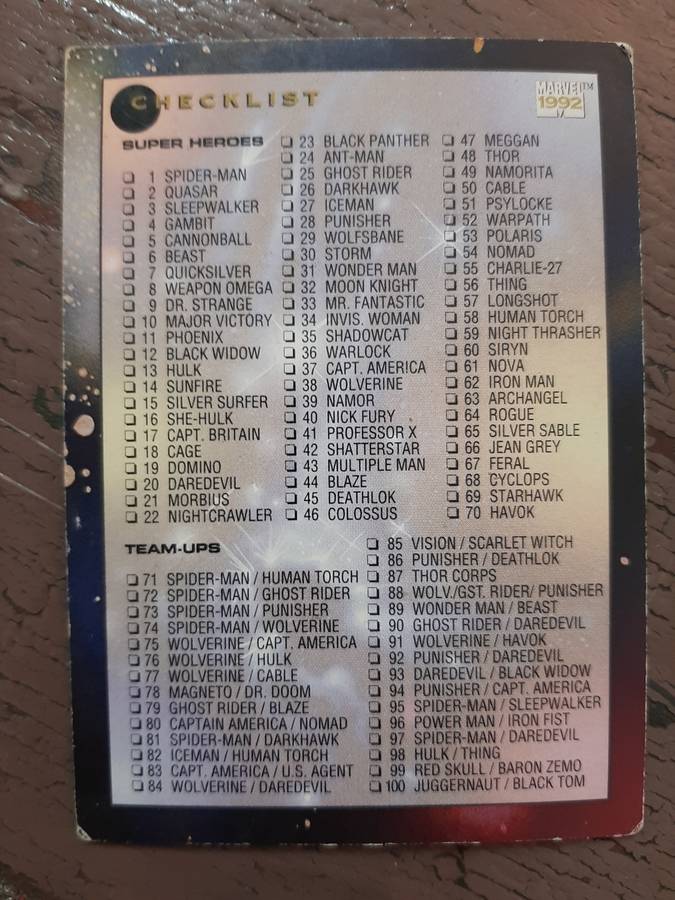 CHECKLIST
MARVEL™
1992
SUPER HEROES
1 SPIDER-MAN
2 QUASAR
3 SLEEPWALKER
4 GAMBIT
5 CANNONBALL
6 BEAST
7 QUICKSILVER
8 WEAPON OMEGA
9 DR. STRANGE
10 MAJOR VICTORY
11 PHOENIX
12 BLACK WIDOW
13 HULK
14 SUNFIRE
15 SILVER SURFER
16 SHE-HULK
17 CAPT. BRITAIN
18 CAGE
19 DOMINO
20 DAREDEVIL
21 MORBIUS
22 NIGHTCRAWLER
23 BLACK PANTHER
24 ANT-MAN
25 GHOST RIDER
26 DARKHAWK
27 ICEMAN
28 PUNISHER
29 WOLFSBANE
30 STORM
31 WONDER MAN
32 MOON KNIGHT
33 MR. FANTASTIC
34 INVIS. WOMAN
35 SHADOWCAT
36 WARLOCK
37 CAPT. AMERICA
38 WOLVERINE
39 NAMOR
40 NICK FURY
41 PROFESSOR X
42 SHATTERSTAR
43 MULTIPLE MAN
44 BLAZE
45 DEATHLOK
46 COLOSSUS
47 MEGGAN
48 THOR
49 NAMORITA
50 CABLE
51 PSYLOCKE
52 WARPATH
53 POLARIS
54 NOMAD
55 CHARLIE-27
56 THING
57 LONGSHOT
58 HUMAN TORCH
59 NIGHT THRASHER
60 SIRYN
61 NOVA
62 IRON MAN
63 ARCHANGEL
64 ROGUE
65 SILVER SABLE
66 JEAN GREY
67 FERAL
68 CYCLOPS
69 STARHAWK
70 HAVOK
TEAM-UPS
71 SPIDER-MAN / HUMAN TORCH
72 SPIDER-MAN / GHOST RIDER
73 SPIDER-MAN / PUNISHER
74 SPIDER-MAN / WOLVERINE
75 WOLVERINE / CAPT. AMERICA
76 WOLVERINE / HULK
77 WOLVERINE / CABLE
78 MAGNETO / DR. DOOM
79 GHOST RIDER / BLAZE
80 CAPTAIN AMERICA / NOMAD
81 SPIDER-MAN / DARKHAWK
82 ICEMAN / HUMAN TORCH
83 CAPT. AMERICA / U.S. AGENT
84 WOLVERINE / DAREDEVIL
85 VISION / SCARLET WITCH
86 PUNISHER / DEATHLOK
87 THOR CORPS
88 WOLV./GST. RIDER/ PUNISHER
89 WONDER MAN / BEAST
90 GHOST RIDER / DAREDEVIL
91 WOLVERINE / HAVOK
92 PUNISHER / DAREDEVIL
93 DAREDEVIL / BLACK WIDOW
94 PUNISHER / CAPT. AMERICA
95 SPIDER-MAN / SLEEPWALKER
96 POWER MAN / IRON FIST
97 SPIDER-MAN / DAREDEVIL
98 HULK / THING
99 RED SKULL / BARON ZEMO
100 JUGGERNAUT / BLACK TOM